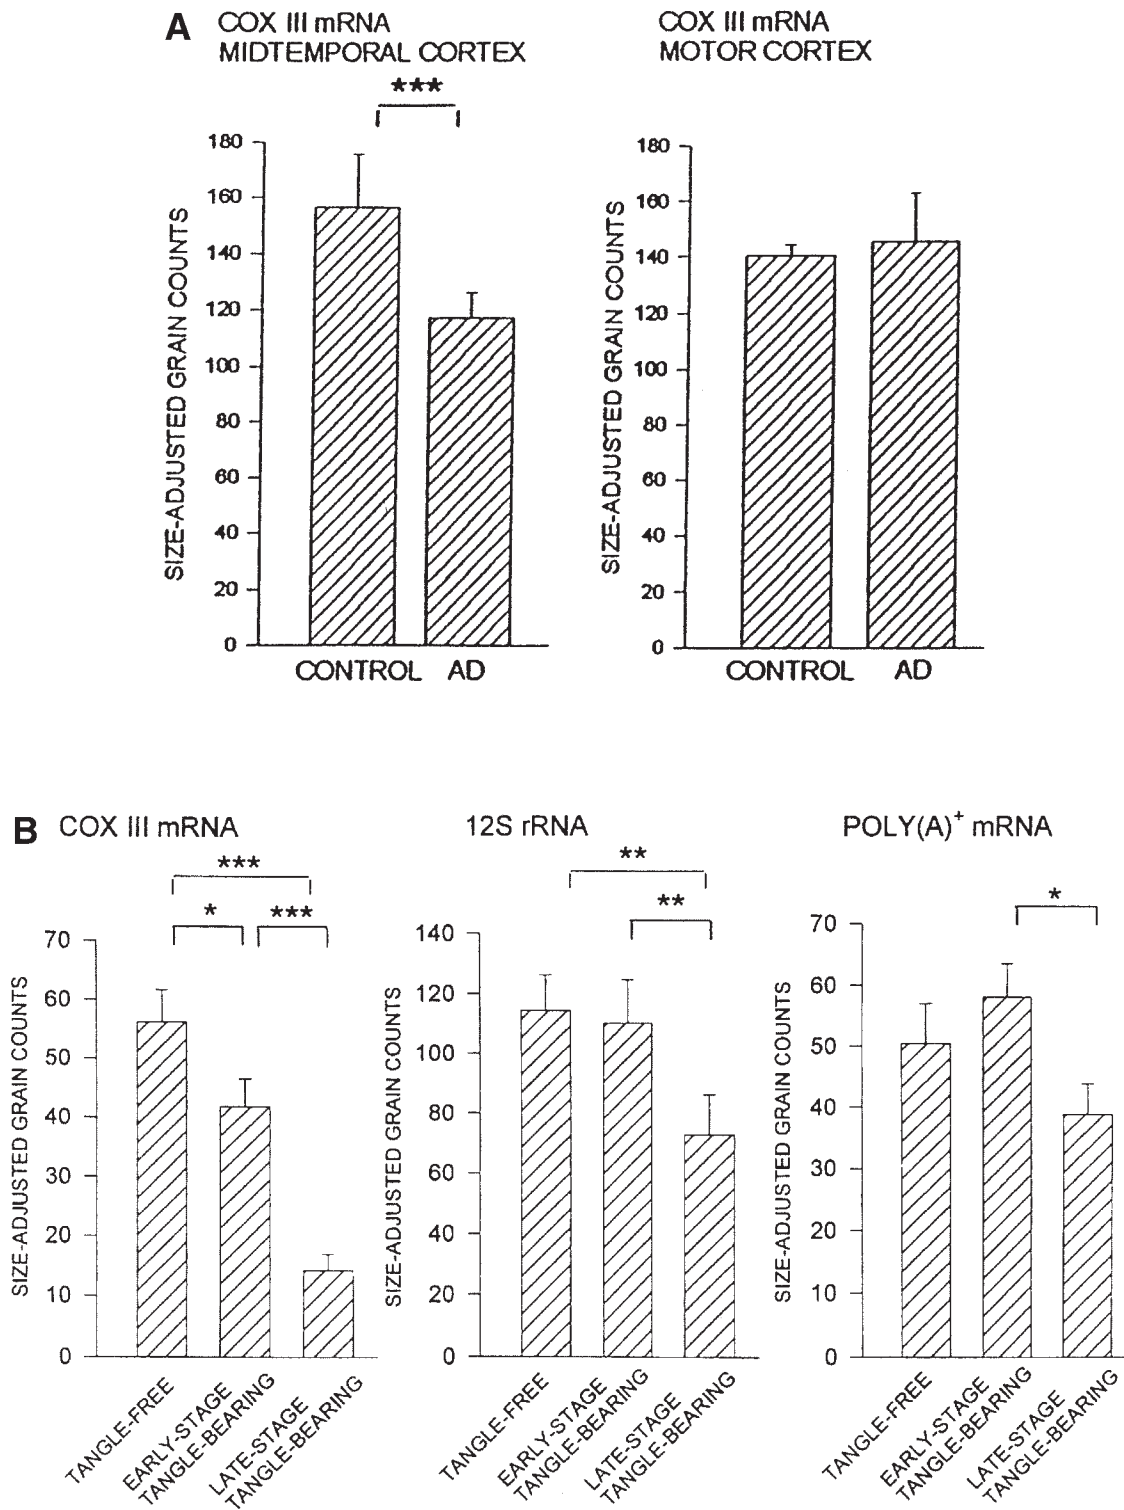 A
COX III mRNA
MIDTEMPORAL CORTEX
***
SIZE-ADJUSTED GRAIN COUNTS
180
160
140
120
100
80
60
40
20
0
CONTROL AD
COX III mRNA
MOTOR CORTEX
SIZE-ADJUSTED GRAIN COUNTS
180
160
140
120
100
80
60
40
20
0
CONTROL AD
B
COX III mRNA
***
* ***
SIZE-ADJUSTED GRAIN COUNTS
70
60
50
40
30
20
10
0
TANGLE-FREE
EARLY-STAGE
TANGLE-BEARING
LATE-STAGE
TANGLE-BEARING
12S rRNA
**
**
SIZE-ADJUSTED GRAIN COUNTS
140
120
100
80
60
40
20
0
TANGLE-FREE
EARLY-STAGE
TANGLE-BEARING
LATE-STAGE
TANGLE-BEARING
POLY(A)+ mRNA
*
SIZE-ADJUSTED GRAIN COUNTS
70
60
50
40
30
20
10
0
TANGLE-FREE
EARLY-STAGE
TANGLE-BEARING
LATE-STAGE
TANGLE-BEARING